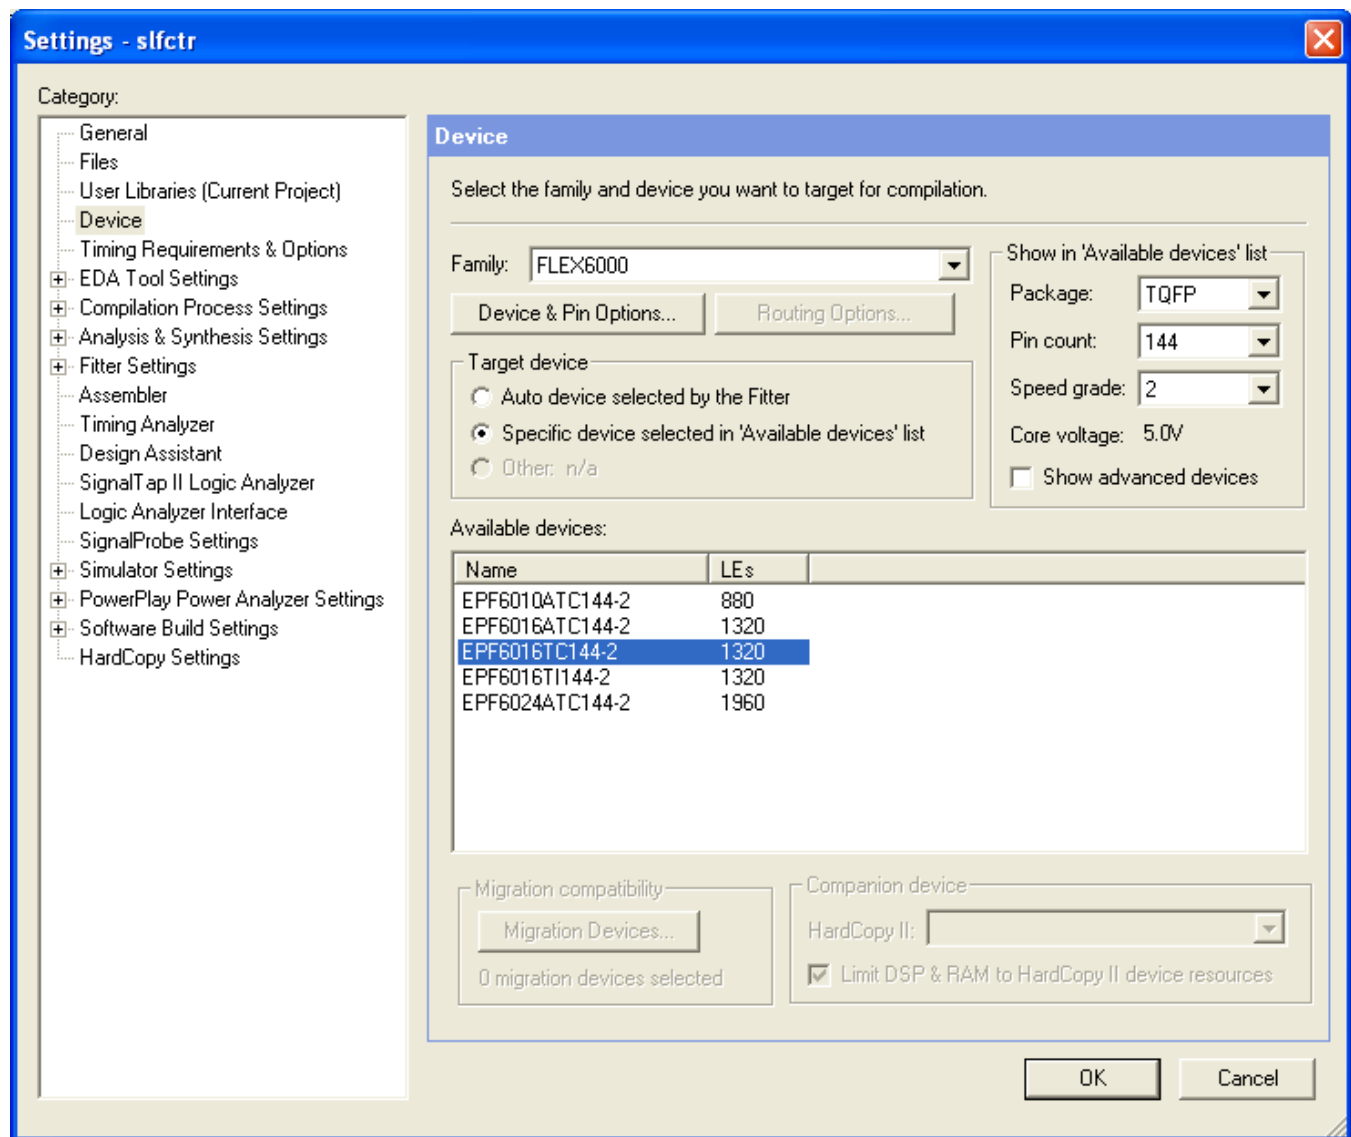 Settings - slfctr
Category:
General
Files
User Libraries (Current Project)
Device
Timing Requirements & Options
EDA Tool Settings
Compilation Process Settings
Analysis & Synthesis Settings
Fitter Settings
Assembler
Timing Analyzer
Design Assistant
SignalTap II Logic Analyzer
Logic Analyzer Interface
SignalProbe Settings
Simulator Settings
PowerPlay Power Analyzer Settings
Software Build Settings
HardCopy Settings
Device
Select the family and device you want to target for compilation.
Family: FLEX6000
Device & Pin Options... Routing Options...
Target device
Auto device selected by the Fitter
Specific device selected in 'Available devices' list
Other: n/a
Show in 'Available devices' list
Package: TQFP
Pin count: 144
Speed grade: 2
Core voltage: 5.0V
Show advanced devices
Available devices:
Name LEs
EPF6010ATC144-2 880
EPF6016ATC144-2 1320
EPF6016TC144-2 1320
EPF6016TI144-2 1320
EPF6024ATC144-2 1960
Migration compatibility
Migration Devices...
0 migration devices selected
Companion device
HardCopy II:
Limit DSP & RAM to HardCopy II device resources
OK Cancel